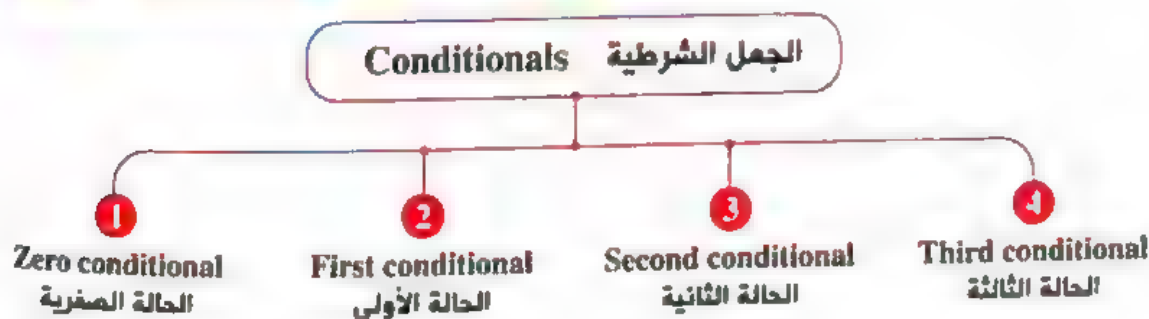 Conditionals الجمل الشرطية
1
2
3
4
Zero conditional
الحالة الصفرية
First conditional
الحالة الأولى
Second conditional
الحالة الثانية
Third conditional
الحالة الثالثة